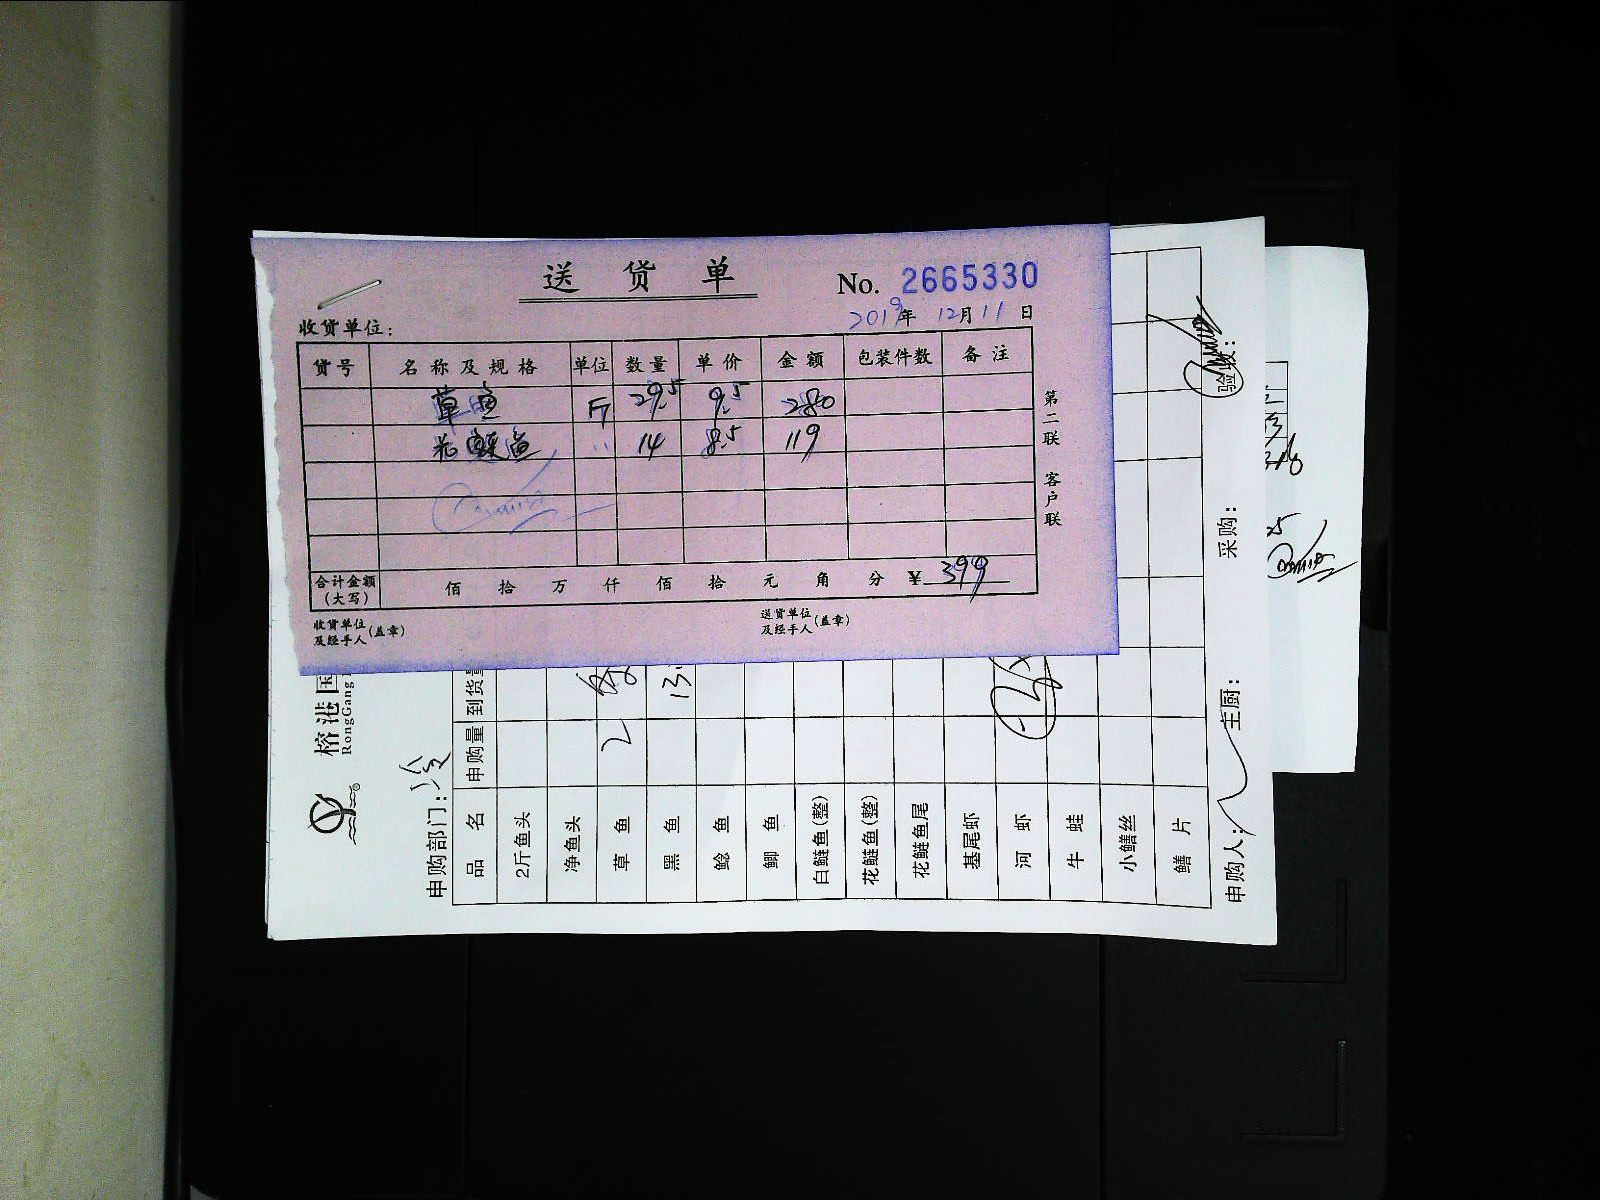 送货单
No. 2665330
2019年 12月11日
收货单位:
货号 名称及规格 单位 数量 单价 金额 包装件数 备注
草鱼 斤 29.5 9.5 280
花鲢鱼 〃 14 8.5 119
合计金额(大写) 佰 拾 万 仟 佰 拾 元 角 分 ¥ 399
收货单位及经手人(盖章) 送货单位及经手人(盖章)
第二联 客户联
榕港国
RongGang
申购部门: 冷
品名 申购量 到货量
2斤鱼头
净鱼头
草鱼 2
黑鱼 13.
鲶鱼
鲫鱼
白鲢鱼(整)
花鲢鱼(整)
花鲢鱼尾
基尾虾
河虾
牛蛙
小鳝丝
鳝片
申购人: 主厨: 采购: 验收: